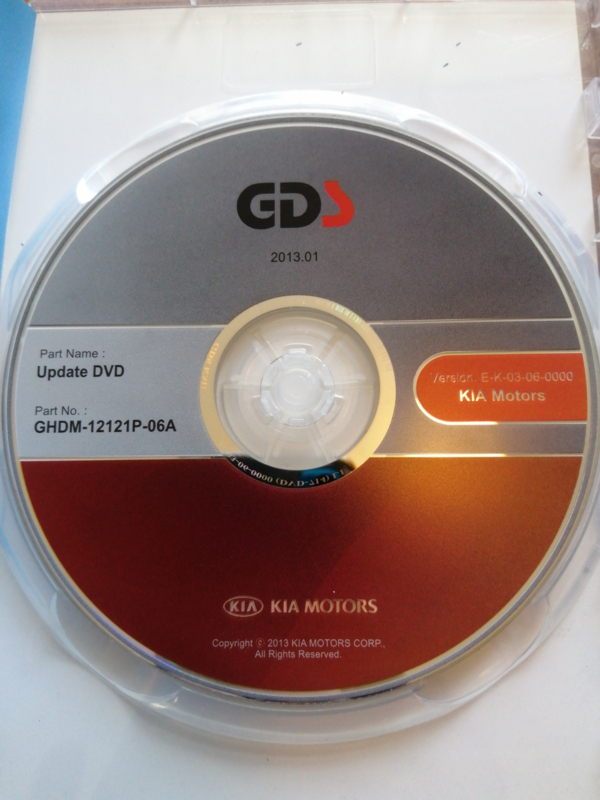 GDS
2013.01
Part Name :
Update DVD
Part No. :
GHDM-12121P-06A
Version: E-K-03-06-0000
KIA Motors
KIA KIA MOTORS
Copyright ⓒ 2013 KIA MOTORS CORP.,
All Rights Reserved.